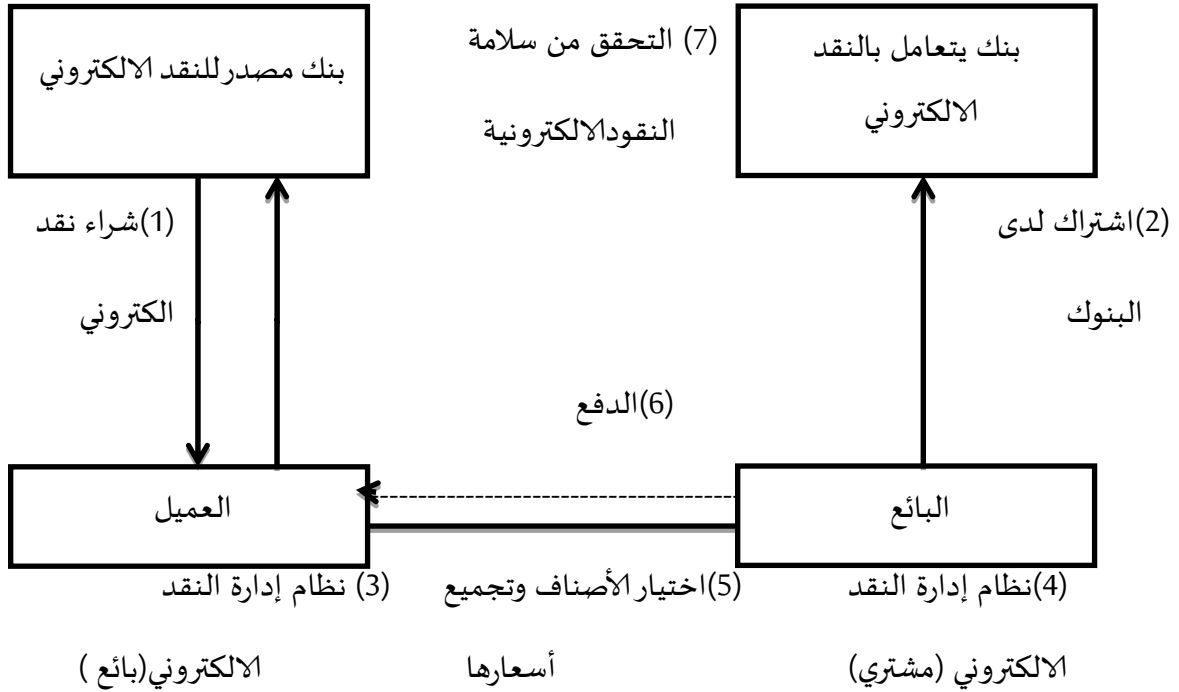 بنك يتعامل بالنقد
الالكتروني
(7) التحقق من سلامة
النقودالالكترونية
بنك مصدرللنقد الالكتروني
(2)اشتراك لدى
البنوك
(1)شراء نقد
الكتروني
(6)الدفع
البائع
العميل
(4)نظام إدارة النقد
الالكتروني (مشتري)
(5)اختيار الأصناف وتجميع
أسعارها
(3) نظام إدارة النقد
الالكتروني(بائع )